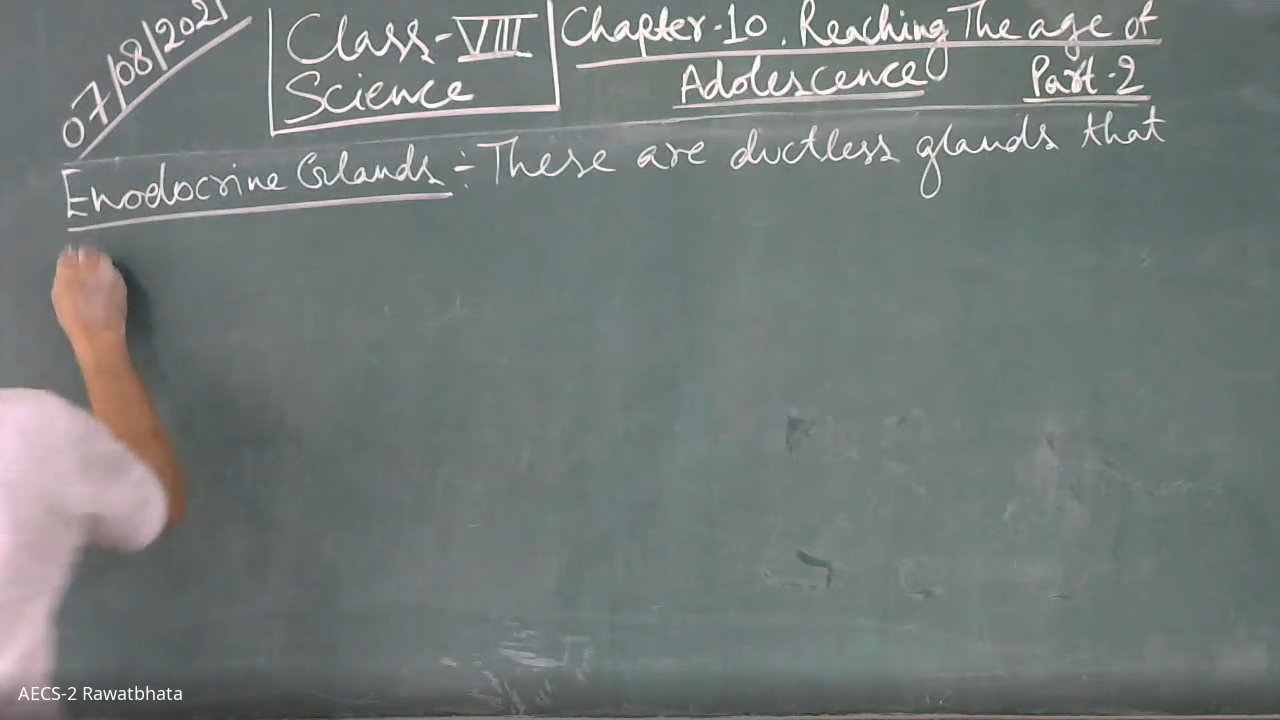 07/08/2021
Class-VIII
Science
Chapter-10. Reaching The age of
Adolescence
Part-2
Enodocrine Glands:- These are ductless glands that
AECS-2 Rawatbhata